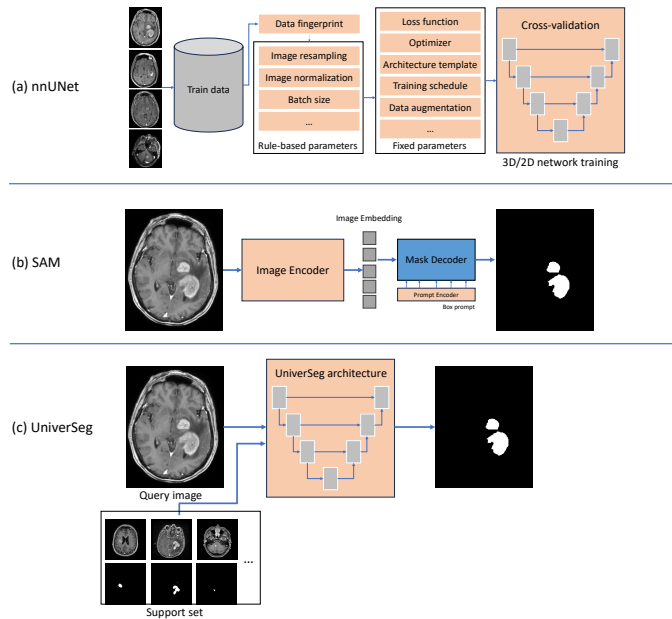 (a) nnUNet
Train data
Data fingerprint
Image resampling
Image normalization
Batch size
...
Rule-based parameters
Loss function
Optimizer
Architecture template
Training schedule
Data augmentation
...
Fixed parameters
Cross-validation
3D/2D network training
(b) SAM
Image Encoder
Image Embedding
Mask Decoder
Prompt Encoder
Box prompt
(c) UniverSeg
Query image
UniverSeg architecture
...
Support set